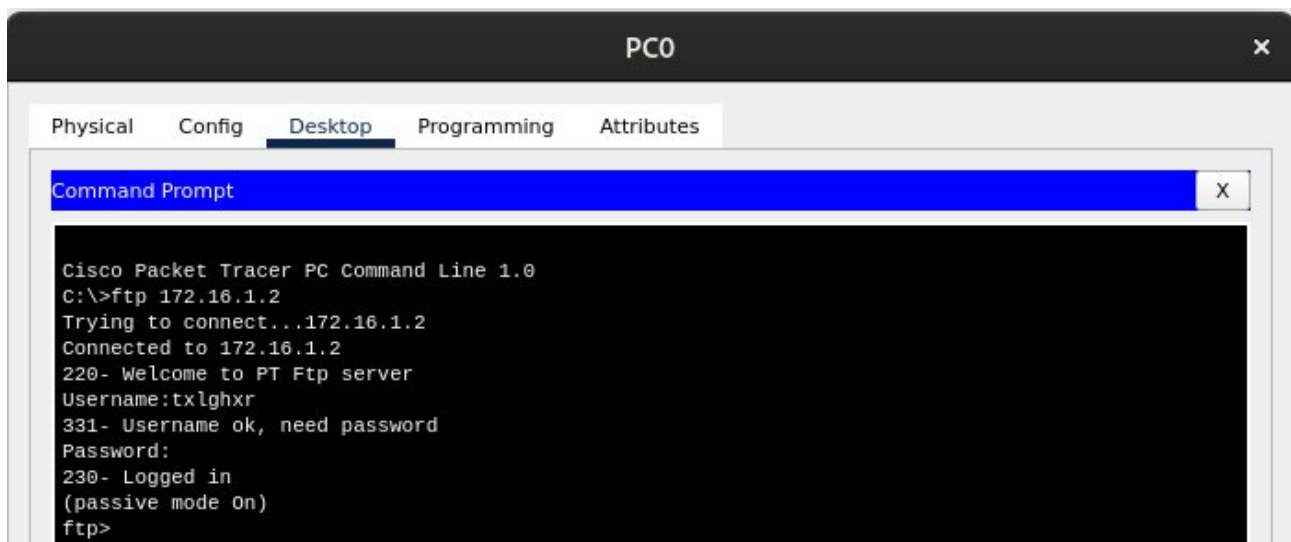 PC0 ×
Physical Config Desktop Programming Attributes
Command Prompt X
Cisco Packet Tracer PC Command Line 1.0
C:\>ftp 172.16.1.2
Trying to connect...172.16.1.2
Connected to 172.16.1.2
220- Welcome to PT Ftp server
Username:txlghxr
331- Username ok, need password
Password:
230- Logged in
(passive mode On)
ftp>